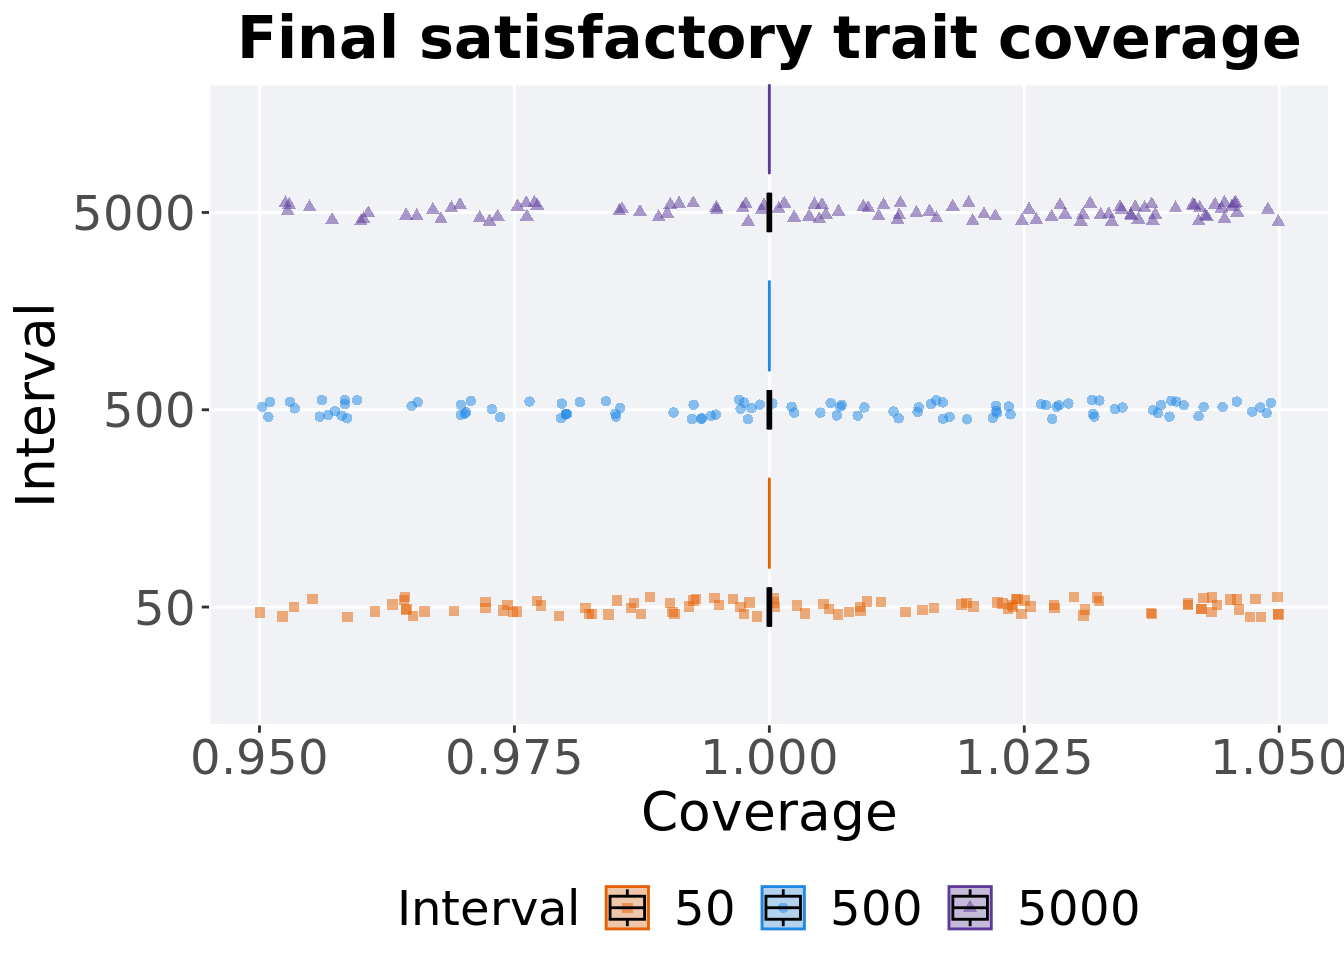 Final satisfactory trait coverage
Interval
5000
500
50
0.950 0.975 1.000 1.025 1.050
Coverage
Interval 50 500 5000